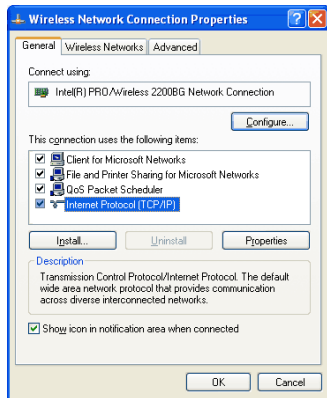 Wireless Network Connection Properties
General Wireless Networks Advanced
Connect using:
Intel(R) PRO/Wireless 2200BG Network Connection
Configure...
This connection uses the following items:
Client for Microsoft Networks
File and Printer Sharing for Microsoft Networks
QoS Packet Scheduler
Internet Protocol (TCP/IP)
Install... Uninstall Properties
Description
Transmission Control Protocol/Internet Protocol. The default
wide area network protocol that provides communication
across diverse interconnected networks.
Show icon in notification area when connected
OK Cancel